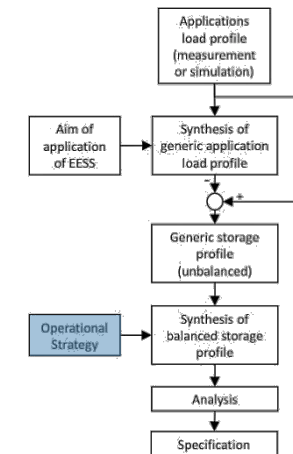 Applications
load profile
(measurement
or simulation)
Aim of
application
of EESS
Synthesis of
generic application
load profile
-
+
Generic storage
profile
(unbalanced)
Operational
Strategy
Synthesis of
balanced storage
profile
Analysis
Specification